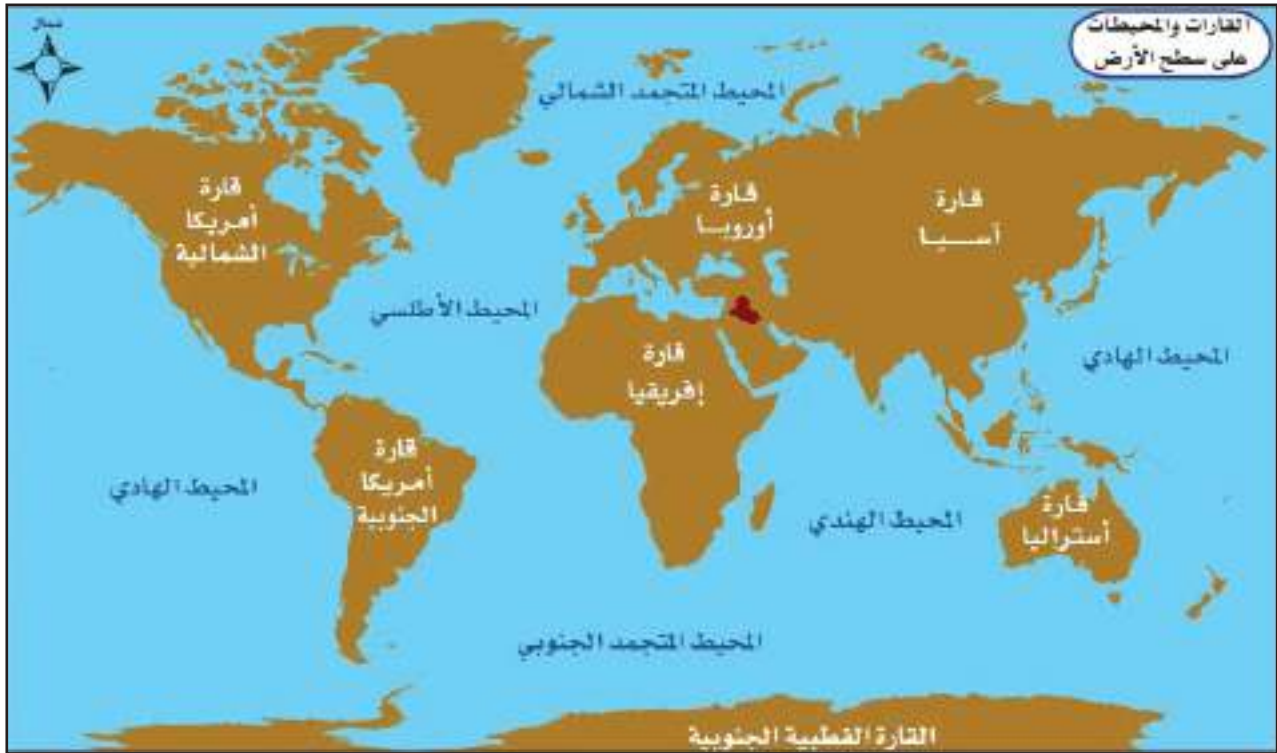 القارات والمحيطات
على سطح الأرض
شمال
المحيط المتجمد الشمالي
قارة
أمريكا
الشمالية
قارة
أوروبا
قارة
آسيا
المحيط الأطلسي
المحيط الهادي
قارة
إفريقيا
قارة
أمريكا
الجنوبية
المحيط الهادي
المحيط الهندي
قارة
أستراليا
المحيط المتجمد الجنوبي
القارة القطبية الجنوبية